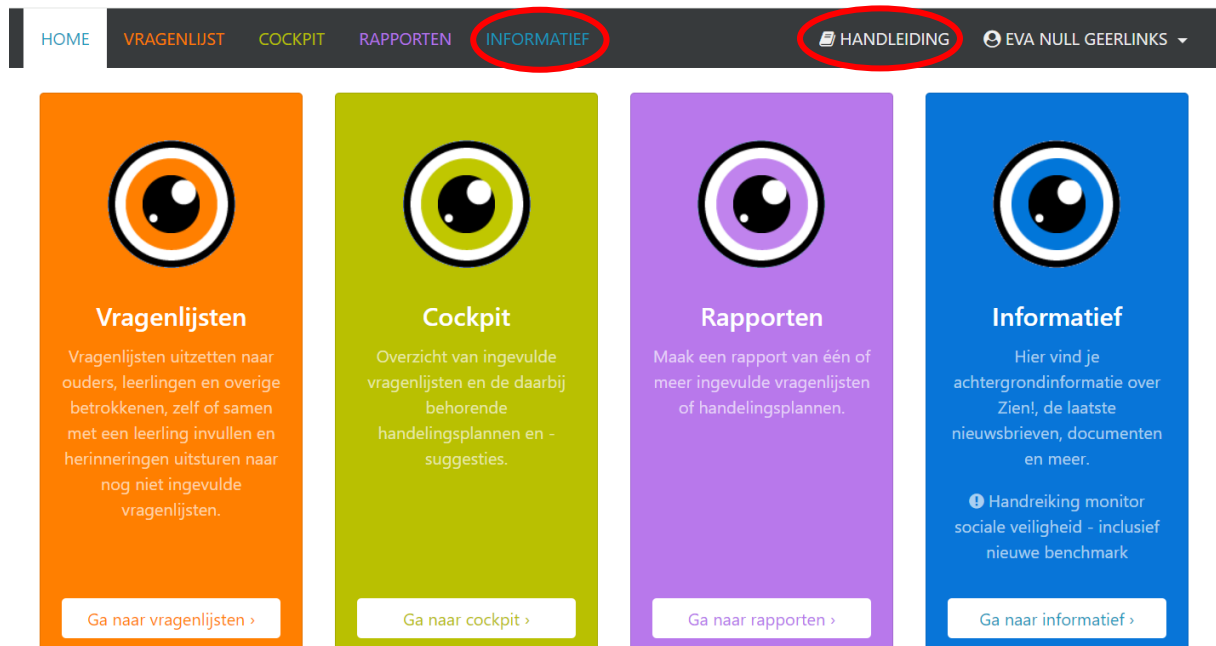 HOME VRAGENLIJST COCKPIT RAPPORTEN INFORMATIEF HANDLEIDING EVA NULL GEERLINKS
Vragenlijsten
Vragenlijsten uitzetten naar
ouders, leerlingen en overige
betrokkenen, zelf of samen
met een leerling invullen en
herinneringen uitsturen naar
nog niet ingevulde
vragenlijsten.
Ga naar vragenlijsten ›
Cockpit
Overzicht van ingevulde
vragenlijsten en de daarbij
behorende
handelingsplannen en -
suggesties.
Ga naar cockpit ›
Rapporten
Maak een rapport van één of
meer ingevulde vragenlijsten
of handelingsplannen.
Ga naar rapporten ›
Informatief
Hier vind je
achtergrondinformatie over
Zien!, de laatste
nieuwsbrieven, documenten
en meer.
Handreiking monitor
sociale veiligheid - inclusief
nieuwe benchmark
Ga naar informatief ›